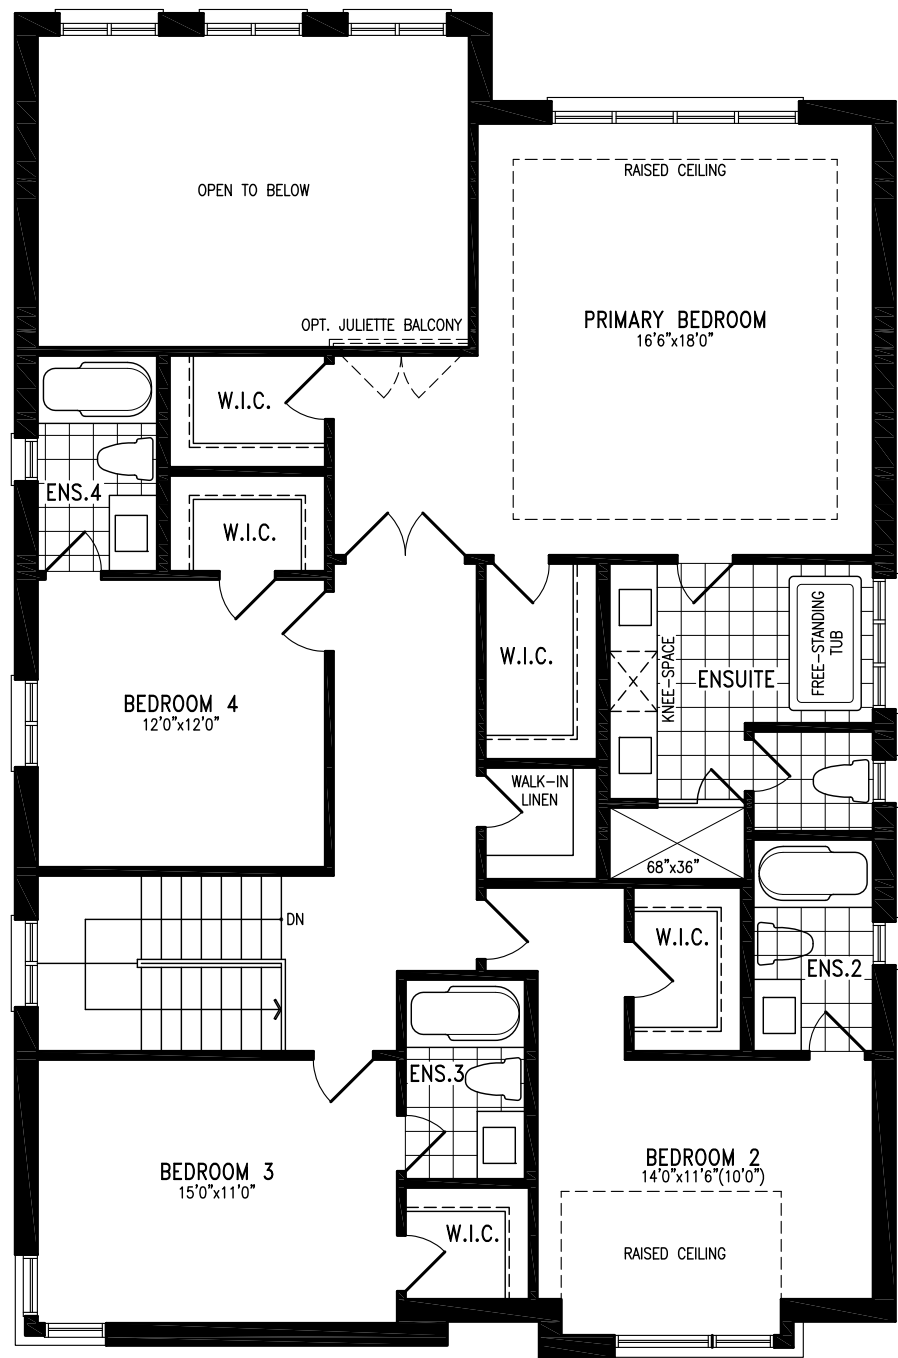 RAISED CEILING
OPEN TO BELOW
OPT. JULIETTE BALCONY
PRIMARY BEDROOM
16'6"x18'0"
W.I.C.
ENS.4
W.I.C.
W.I.C.
KNEE-SPACE
ENSUITE
FREE-STANDING
TUB
BEDROOM 4
12'0"x12'0"
WALK-IN
LINEN
68"x36"
DN
W.I.C.
ENS.2
ENS.3
BEDROOM 3
15'0"x11'0"
BEDROOM 2
14'0"x11'6"(10'0")
W.I.C.
RAISED CEILING